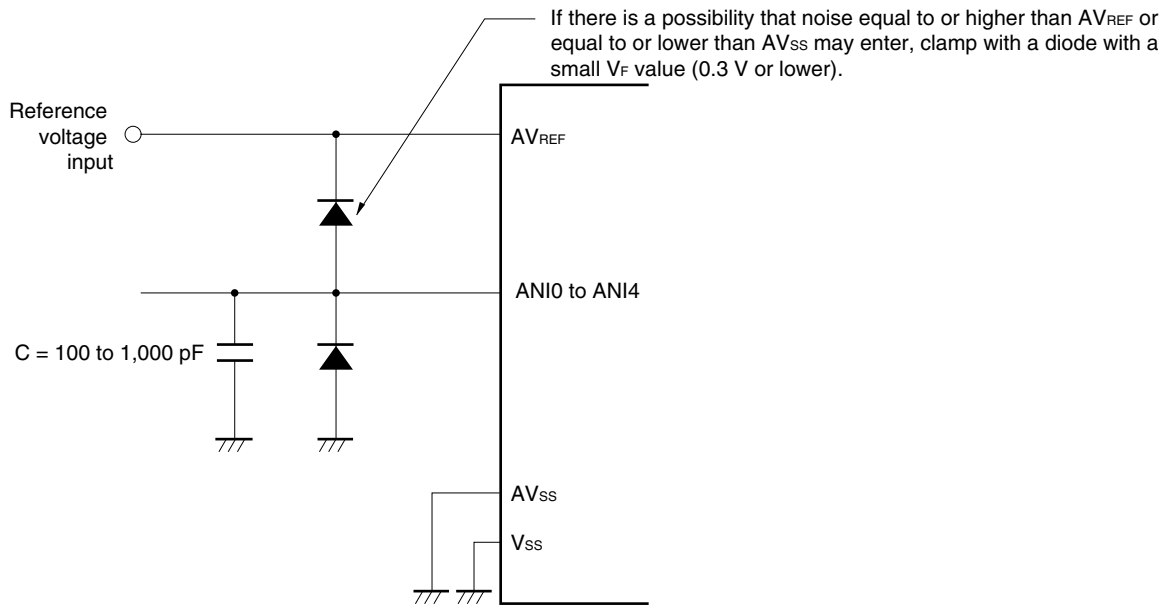 If there is a possibility that noise equal to or higher than AVREF or
equal to or lower than AVSS may enter, clamp with a diode with a
small VF value (0.3 V or lower).
Reference
voltage
input
AVREF
ANI0 to ANI4
C = 100 to 1,000 pF
AVSS
VSS